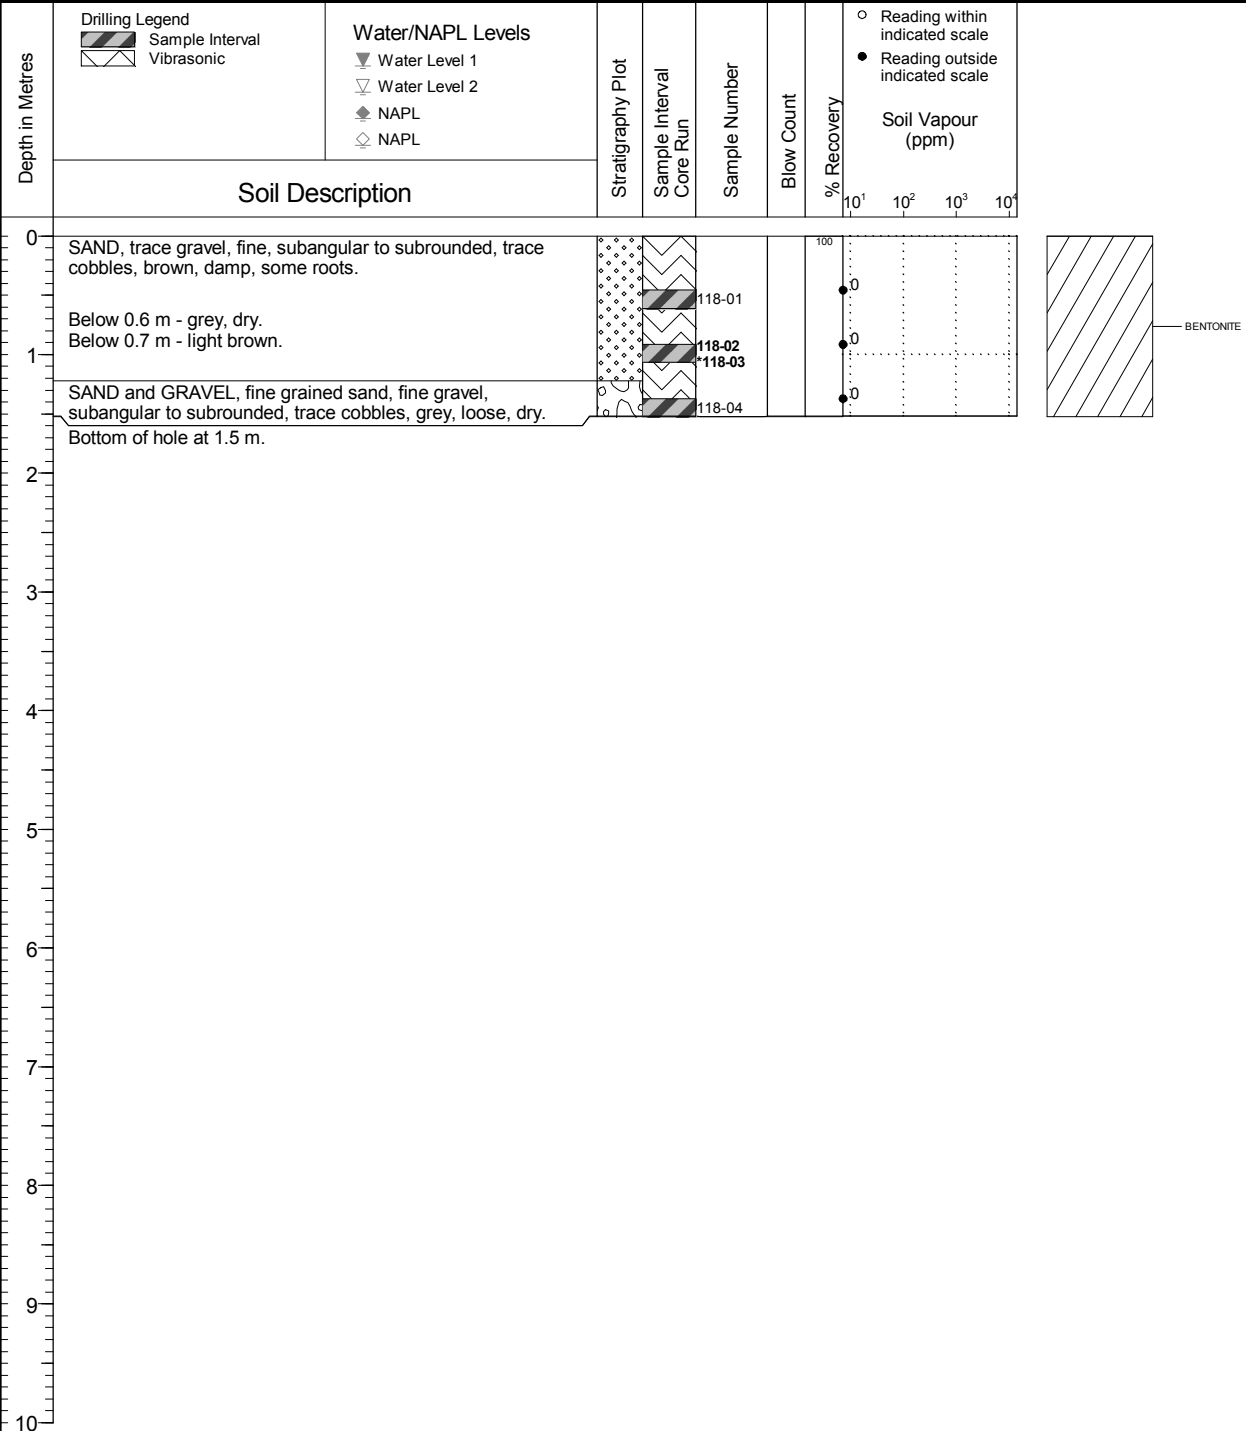 Depth in Metres
Drilling Legend
Sample Interval
Vibrasonic
Water/NAPL Levels
Water Level 1
Water Level 2
NAPL
NAPL
Soil Description
Stratigraphy Plot
Sample Interval
Core Run
Sample Number
Blow Count
% Recovery
Reading within
indicated scale
Reading outside
indicated scale
Soil Vapour
(ppm)
10¹ 10² 10³ 10⁴
0
SAND, trace gravel, fine, subangular to subrounded, trace
cobbles, brown, damp, some roots.
100
0
118-01
Below 0.6 m - grey, dry.
Below 0.7 m - light brown.
118-02
*118-03
0
BENTONITE
1
SAND and GRAVEL, fine grained sand, fine gravel,
subangular to subrounded, trace cobbles, grey, loose, dry.
118-04
0
Bottom of hole at 1.5 m.
2
3
4
5
6
7
8
9
10